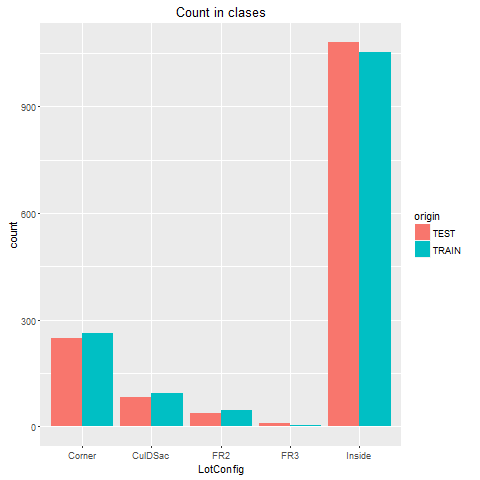 Count in clases
900
600
300
0
count
Corner
CulDSac
FR2
FR3
Inside
LotConfig
origin
TEST
TRAIN